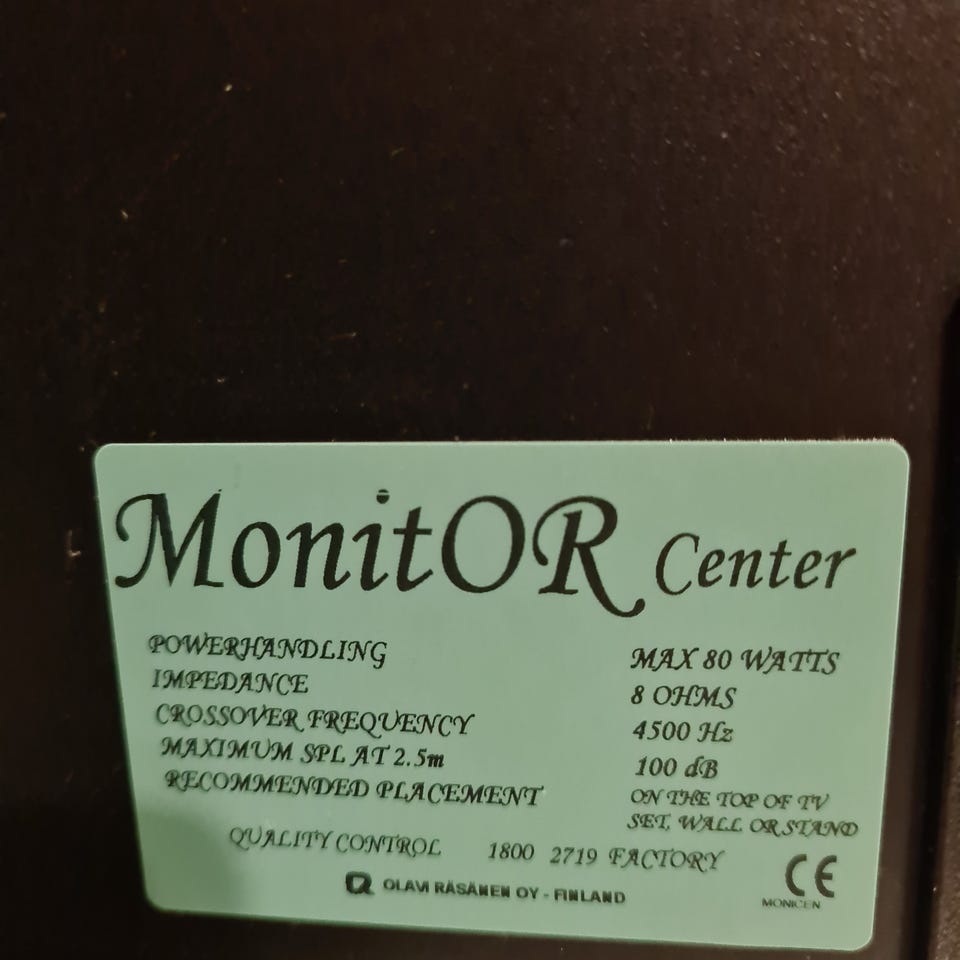 MonitOR Center
POWERHANDLING MAX 80 WATTS
IMPEDANCE 8 OHMS
CROSSOVER FREQUENCY 4500 Hz
MAXIMUM SPL AT 2.5m 100 dB
RECOMMENDED PLACEMENT ON THE TOP OF TV
SET, WALL OR STAND
QUALITY CONTROL 1800 2719 FACTORY
OLAVI RÄSÄNEN OY - FINLAND
CE
MONICEN